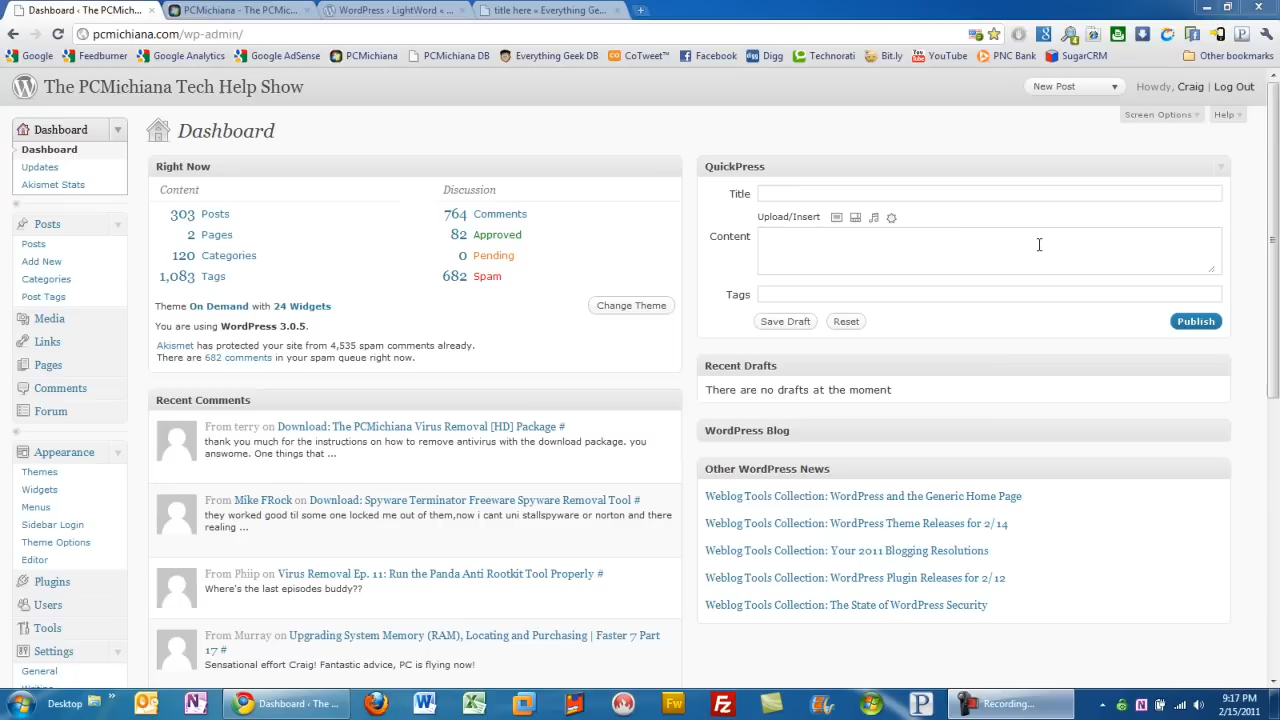 Dashboard ‹ The PCMichi...
PCMichiana - The PCMic...
WordPress › LightWord « ...
title here « Everything Ge...
pcmichiana.com/wp-admin/
Google
Feedburner
Google Analytics
Google AdSense
PCMichiana
PCMichiana DB
Everything Geek DB
CoTweet™
Facebook
Digg
Technorati
Bit.ly
YouTube
PNC Bank
SugarCRM
Other bookmarks
The PCMichiana Tech Help Show
New Post
Howdy, Craig | Log Out
Screen Options
Help
Dashboard
Dashboard
Updates
Akismet Stats
Posts
Posts
Add New
Categories
Post Tags
Media
Links
Pages
Comments
Forum
Appearance
Themes
Widgets
Menus
Sidebar Login
Theme Options
Editor
Plugins
Users
Tools
Settings
General
Writing
Dashboard
Right Now
Content
Discussion
303 Posts
764 Comments
2 Pages
82 Approved
120 Categories
0 Pending
1,083 Tags
682 Spam
Theme On Demand with 24 Widgets
Change Theme
You are using WordPress 3.0.5.
Akismet has protected your site from 4,535 spam comments already.
There are 682 comments in your spam queue right now.
Recent Comments
From terry on Download: The PCMichiana Virus Removal [HD] Package #
thank you much for the instructions on how to remove antivirus with the download package. you
answome. One things that ...
From Mike FRock on Download: Spyware Terminator Freeware Spyware Removal Tool #
they worked good til some one locked me out of them,now i cant uni stallspyware or norton and there
realing ...
From Phiip on Virus Removal Ep. 11: Run the Panda Anti Rootkit Tool Properly #
Where's the last episodes buddy??
From Murray on Upgrading System Memory (RAM), Locating and Purchasing | Faster 7 Part
17 #
Sensational effort Craig! Fantastic advice, PC is flying now!
QuickPress
Title
Upload/Insert
Content
Tags
Save Draft
Reset
Publish
Recent Drafts
There are no drafts at the moment
WordPress Blog
Other WordPress News
Weblog Tools Collection: WordPress and the Generic Home Page
Weblog Tools Collection: WordPress Theme Releases for 2/14
Weblog Tools Collection: Your 2011 Blogging Resolutions
Weblog Tools Collection: WordPress Plugin Releases for 2/12
Weblog Tools Collection: The State of WordPress Security
Desktop
Dashboard ‹ The ...
Recording...
9:17 PM
2/15/2011